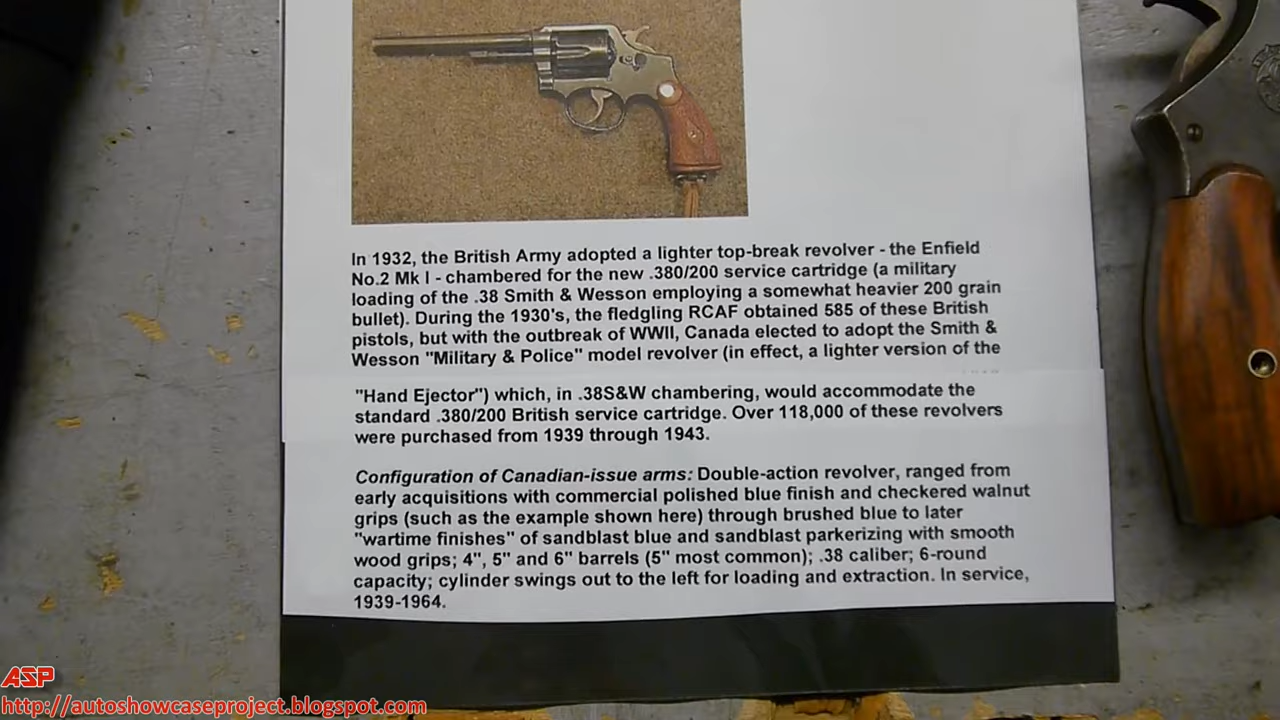 In 1932, the British Army adopted a lighter top-break revolver - the Enfield
No.2 Mk I - chambered for the new .380/200 service cartridge (a military
loading of the .38 Smith & Wesson employing a somewhat heavier 200 grain
bullet). During the 1930's, the fledgling RCAF obtained 585 of these British
pistols, but with the outbreak of WWII, Canada elected to adopt the Smith &
Wesson "Military & Police" model revolver (in effect, a lighter version of the
"Hand Ejector") which, in .38S&W chambering, would accommodate the
standard .380/200 British service cartridge. Over 118,000 of these revolvers
were purchased from 1939 through 1943.
Configuration of Canadian-issue arms: Double-action revolver, ranged from
early acquisitions with commercial polished blue finish and checkered walnut
grips (such as the example shown here) through brushed blue to later
"wartime finishes" of sandblast blue and sandblast parkerizing with smooth
wood grips; 4", 5" and 6" barrels (5" most common); .38 caliber; 6-round
capacity; cylinder swings out to the left for loading and extraction. In service,
1939-1964.
ASP
http://autoshowcaseproject.blogspot.com